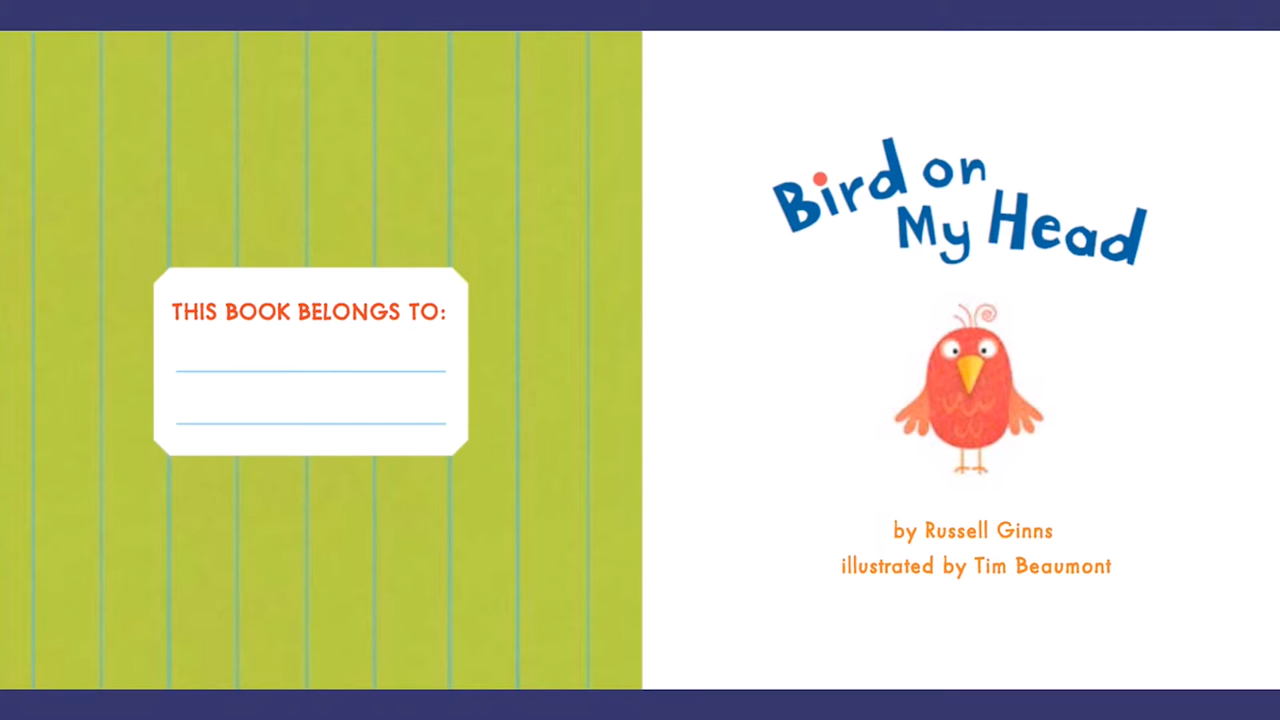 THIS BOOK BELONGS TO:
Bird on
My Head
by Russell Ginns
illustrated by Tim Beaumont